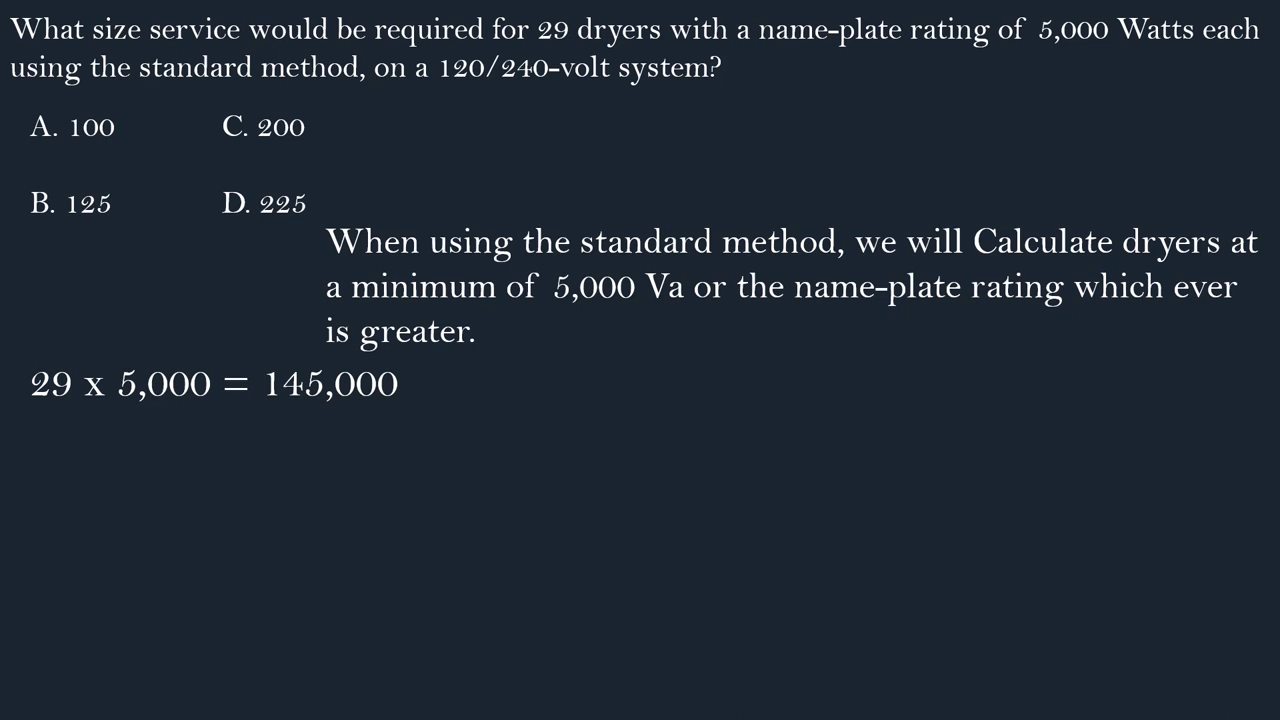 What size service would be required for 29 dryers with a name-plate rating of 5,000 Watts each
using the standard method, on a 120/240-volt system?
A. 100 C. 200
B. 125 D. 225
When using the standard method, we will Calculate dryers at
a minimum of 5,000 Va or the name-plate rating which ever
is greater.
29 x 5,000 = 145,000